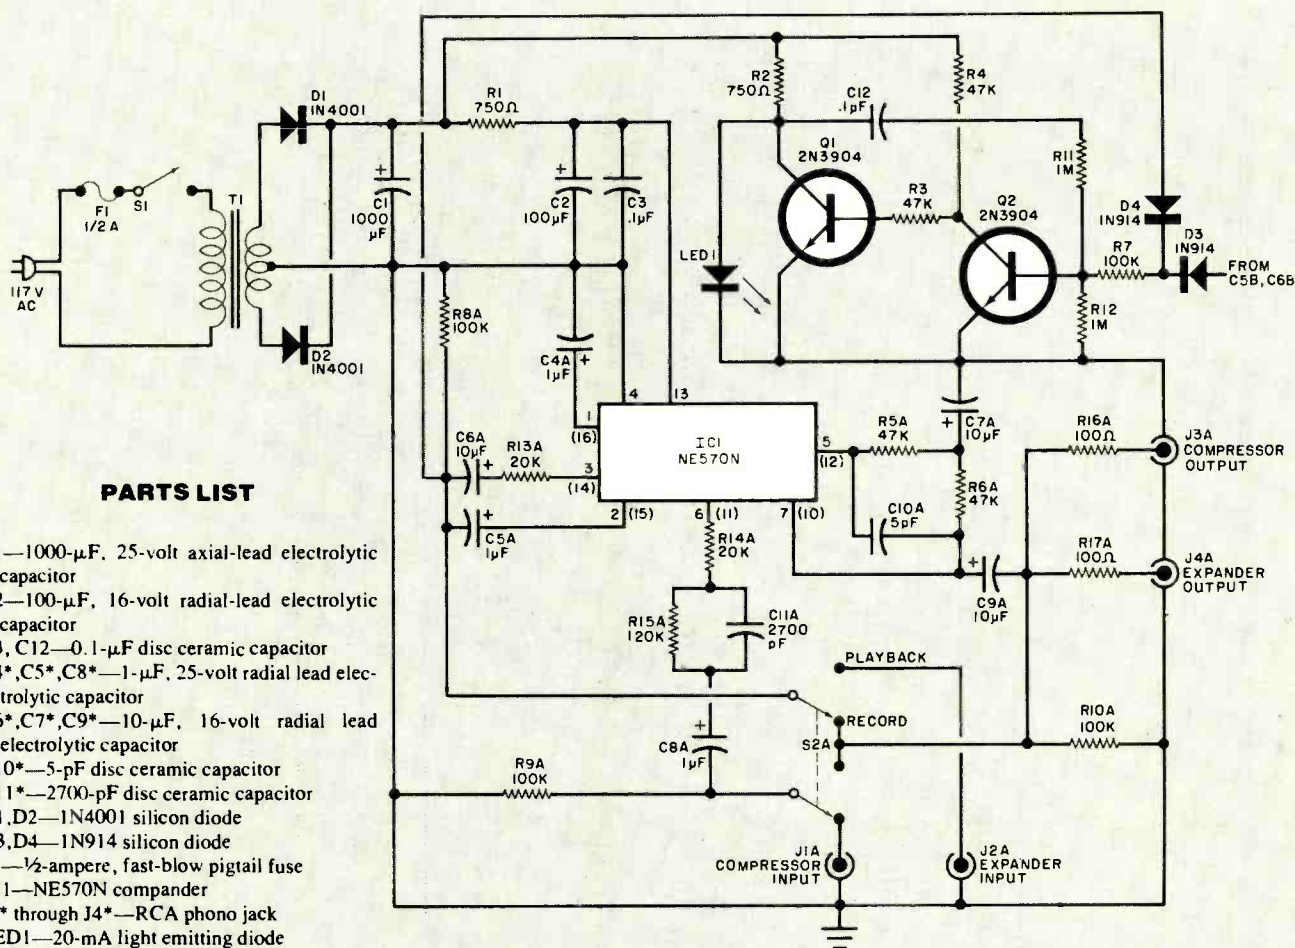 D1
1N4001
R1
750Ω
R2
750Ω
C12
.1µF
R4
47K
Q1
2N3904
R11
1M
F1
1/2 A
S1
T1
C1
1000
µF
C2
100µF
C3
.1µF
R3
47K
Q2
2N3904
D4
1N914
D3
1N914
LED1
R7
100K
FROM
C5B, C6B
117 V
AC
R8A
100K
R12
1M
D2
1N4001
C4A
1µF
4
13
1
(16)
IC1
NE570N
5
(12)
R5A
47K
C7A
10µF
R16A
100Ω
J3A
COMPRESSOR
OUTPUT
C6A
10µF
R13A
20K
3
(14)
R6A
47K
2
(15)
6
(11)
7
(10)
C10A
5pF
C5A
1µF
R14A
20K
R17A
100Ω
J4A
EXPANDER
OUTPUT
C9A
10µF
R15A
120K
C11A
2700
pF
PLAYBACK
RECORD
S2A
R10A
100K
C8A
1µF
R9A
100K
J1A
COMPRESSOR
INPUT
J2A
EXPANDER
INPUT
PARTS LIST
—1000-µF, 25-volt axial-lead electrolytic
capacitor
2—100-µF, 16-volt radial-lead electrolytic
capacitor
, C12—0.1-µF disc ceramic capacitor
*,C5*,C8*—1-µF, 25-volt radial lead elec-
trolytic capacitor
*,C7*,C9*—10-µF, 16-volt radial lead
electrolytic capacitor
0*—5-pF disc ceramic capacitor
1*—2700-pF disc ceramic capacitor
,D2—1N4001 silicon diode
,D4—1N914 silicon diode
—½-ampere, fast-blow pigtail fuse
1—NE570N compander
* through J4*—RCA phono jack
ED1—20-mA light emitting diode